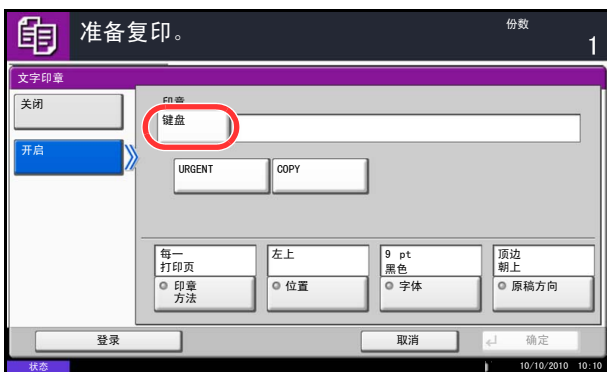 准备复印。
份数
1
文字印章
关闭
开启
印章
键盘
URGENT
COPY
每一
打印页
印章
方法
左上
位置
9 pt
黑色
字体
顶边
朝上
原稿方向
登录
取消
确定
状态
10/10/2010 10:10